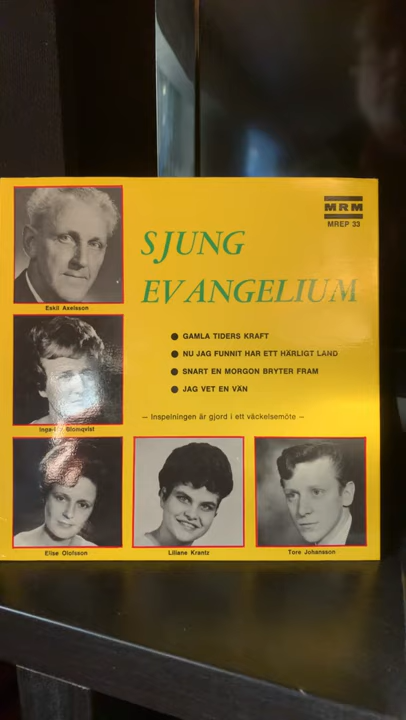 MRM
MREP 33
SJUNG
EVANGELIUM
● GAMLA TIDERS KRAFT
● NU JAG FUNNIT HAR ETT HÄRLIGT LAND
● SNART EN MORGON BRYTER FRAM
● JAG VET EN VÄN
— Inspelningen är gjord i ett väckelsemöte —
Eskil Axelsson
Blomqvist
Elise Olofsson
Liliane Krantz
Tore Johansson